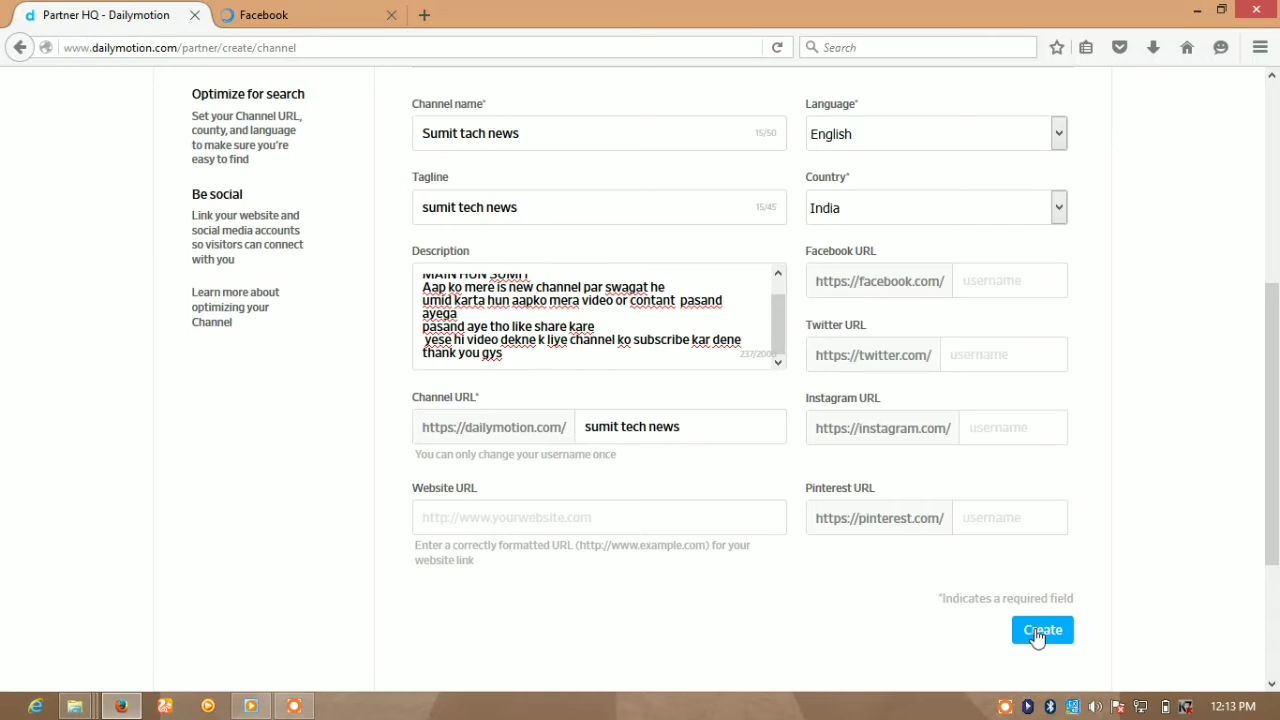 Partner HQ - Dailymotion
Facebook
www.dailymotion.com/partner/create/channel
Search
Optimize for search
Set your Channel URL,
county, and language
to make sure you're
easy to find
Be social
Link your website and
social media accounts
so visitors can connect
with you
Learn more about
optimizing your
Channel
Channel name*
Sumit tach news
15/50
Language*
English
Tagline
sumit tech news
15/45
Country*
India
Description
MAIN HUN SUMIT
Aap ko mere is new channel par swagat he
umid karta hun aapko mera video or contant pasand
ayega
pasand aye tho like share kare
yese hi video dekne k liye channel ko subscribe kar dene
thank you gys
237/2000
Facebook URL
https://facebook.com/ username
Twitter URL
https://twitter.com/ username
Channel URL*
https://dailymotion.com/ sumit tech news
You can only change your username once
Instagram URL
https://instagram.com/ username
Website URL
http://www.yourwebsite.com
Enter a correctly formatted URL (http://www.example.com) for your
website link
Pinterest URL
https://pinterest.com/ username
*Indicates a required field
Create
12:13 PM